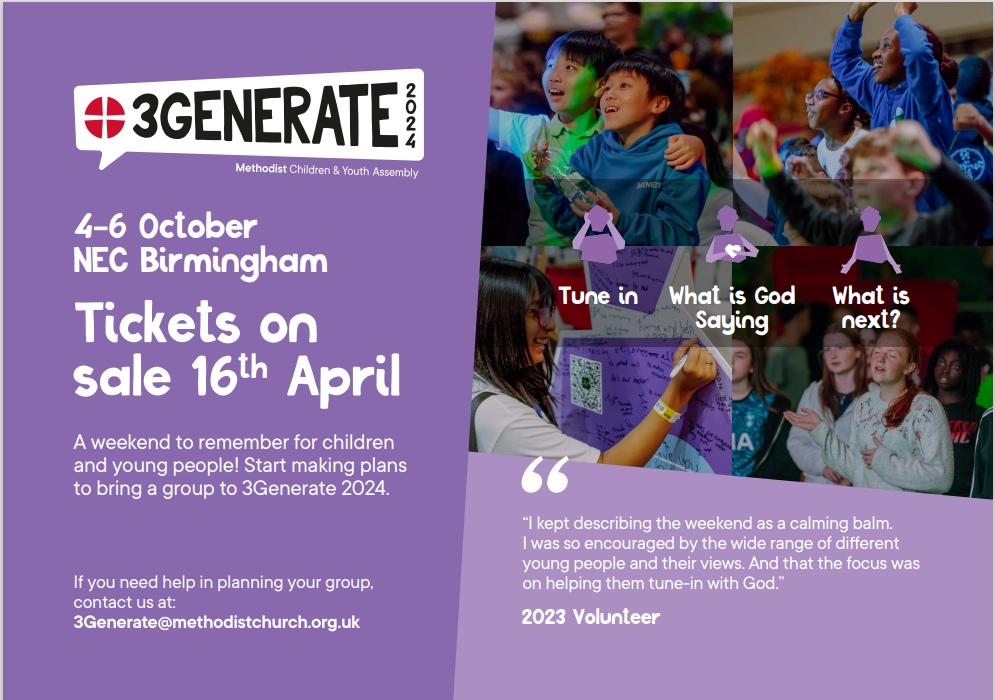 3GENERATE
2024
Methodist Children & Youth Assembly
4-6 October
NEC Birmingham
Tickets on
sale 16th April
A weekend to remember for children
and young people! Start making plans
to bring a group to 3Generate 2024.
If you need help in planning your group,
contact us at:
3Generate@methodistchurch.org.uk
Tune in
What is God
Saying
What is
next?
“
“I kept describing the weekend as a calming balm.
I was so encouraged by the wide range of different
young people and their views. And that the focus was
on helping them tune-in with God.”
2023 Volunteer